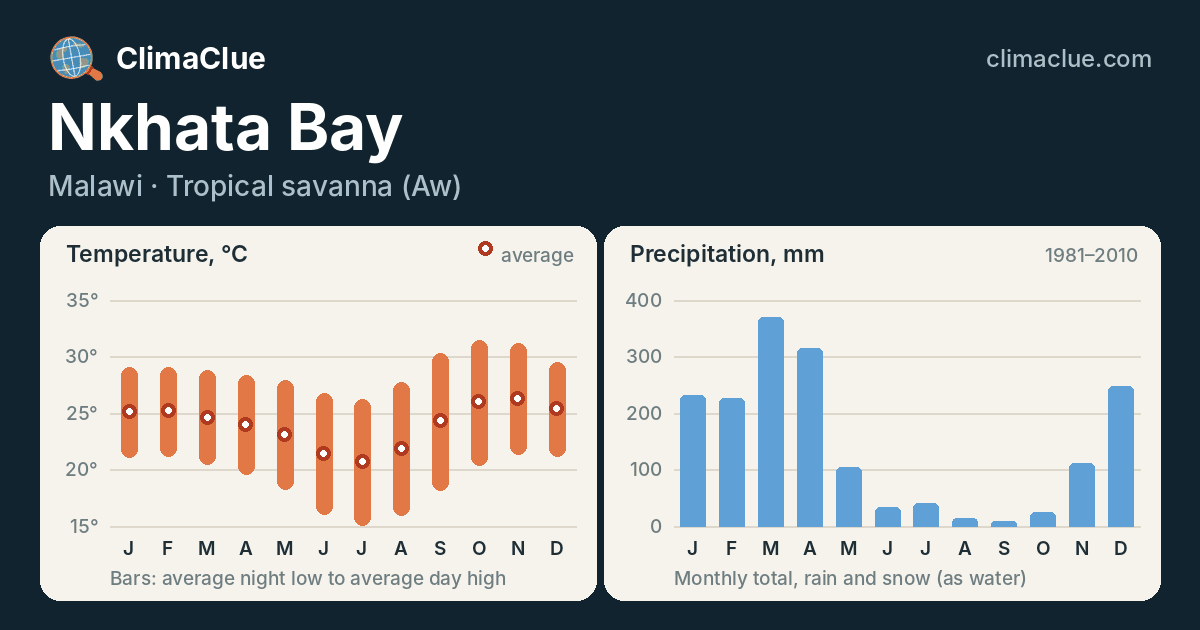 ClimaClue
climaclue.com
Nkhata Bay
Malawi · Tropical savanna (Aw)
Temperature, °C
average
35°
30°
25°
20°
15°
J F M A M J J A S O N D
Bars: average night low to average day high
Precipitation, mm
1981–2010
400
300
200
100
0
J F M A M J J A S O N D
Monthly total, rain and snow (as water)